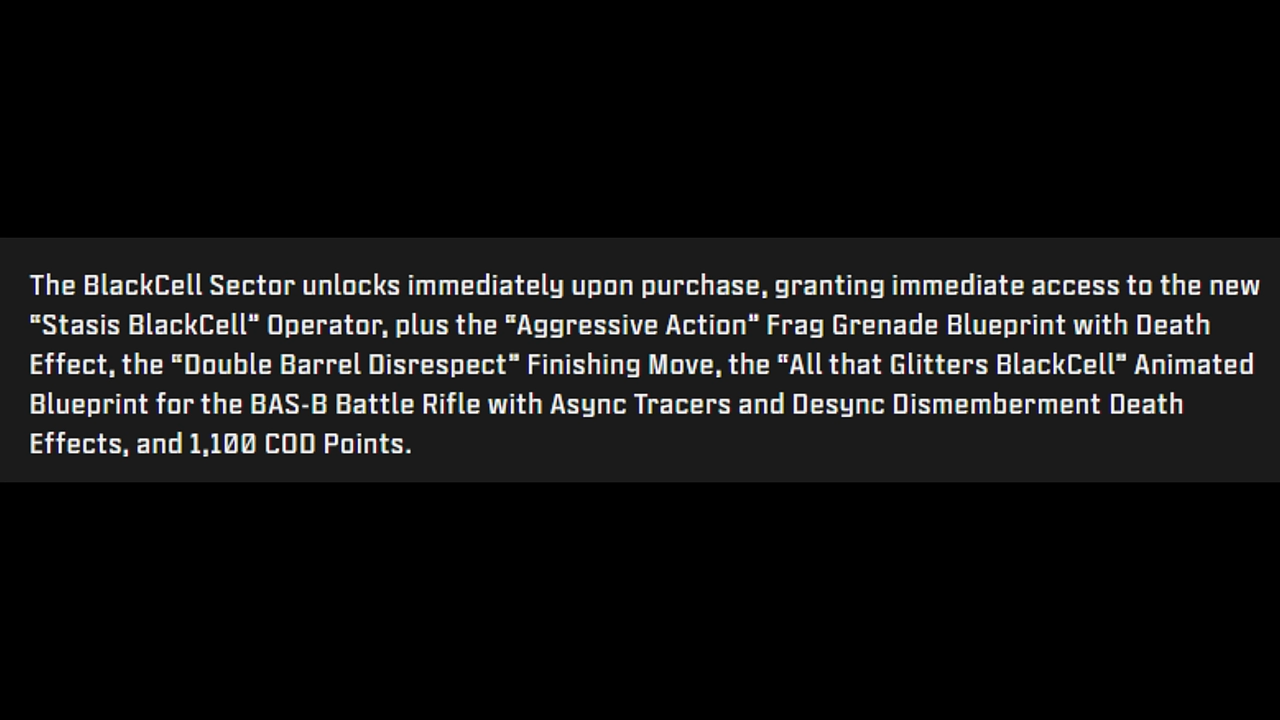 The BlackCell Sector unlocks immediately upon purchase, granting immediate access to the new
“Stasis BlackCell” Operator, plus the “Aggressive Action” Frag Grenade Blueprint with Death
Effect, the “Double Barrel Disrespect” Finishing Move, the “All that Glitters BlackCell” Animated
Blueprint for the BAS-B Battle Rifle with Async Tracers and Desync Dismemberment Death
Effects, and 1,100 COD Points.